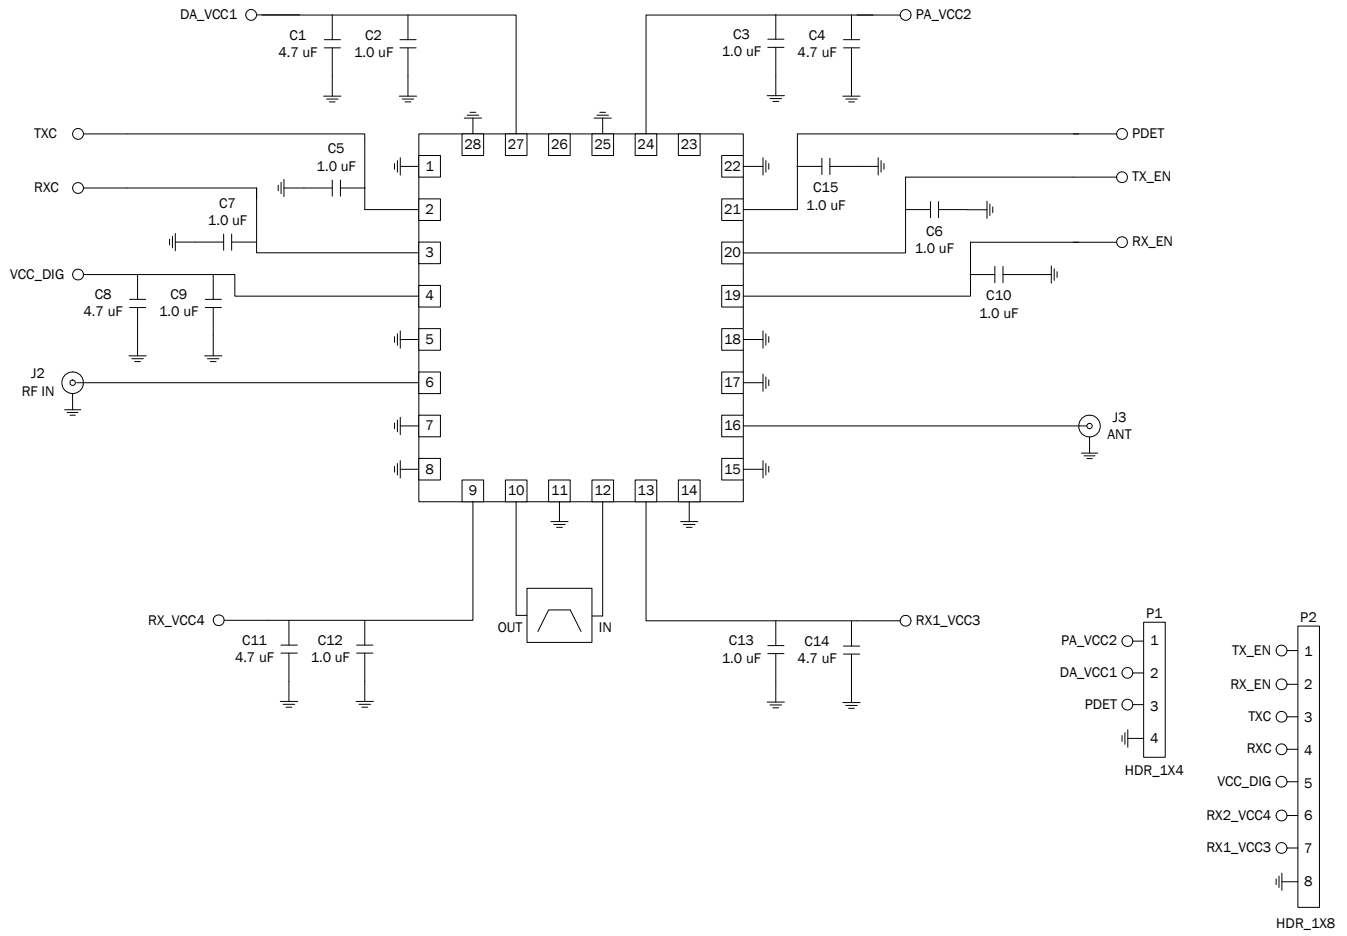 DA_VCC1
C1
4.7 uF
C2
1.0 uF
C3
1.0 uF
C4
4.7 uF
PA_VCC2
TXC
RXC
VCC_DIG
C5
1.0 uF
C7
1.0 uF
C8
4.7 uF
C9
1.0 uF
J2
RF IN
28
27
26
25
24
23
1
2
3
4
5
6
7
8
22
21
20
19
18
17
16
15
9
10
11
12
13
14
PDET
C15
1.0 uF
TX_EN
C6
1.0 uF
RX_EN
C10
1.0 uF
J3
ANT
RX_VCC4
C11
4.7 uF
C12
1.0 uF
OUT
IN
RX1_VCC3
C13
1.0 uF
C14
4.7 uF
P1
PA_VCC2
1
DA_VCC1
2
PDET
3
4
HDR_1X4
P2
TX_EN
1
RX_EN
2
TXC
3
RXC
4
VCC_DIG
5
RX2_VCC4
6
RX1_VCC3
7
8
HDR_1X8